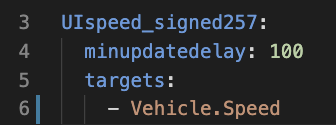 3 UIspeed_signed257:
4 minupdatedelay: 100
5 targets:
6 - Vehicle.Speed